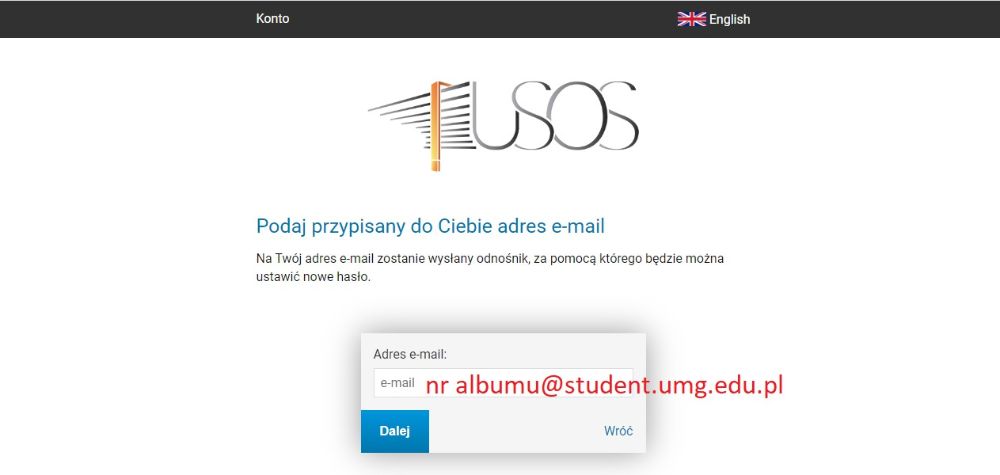 Konto
English
USOS
Podaj przypisany do Ciebie adres e-mail
Na Twój adres e-mail zostanie wysłany odnośnik, za pomocą którego będzie można
ustawić nowe hasło.
Adres e-mail:
e-mail nr albumu@student.umg.edu.pl
Dalej Wróć